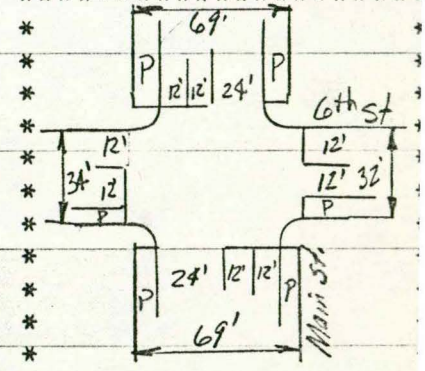 69'
P 12' 12' 24' P
6th St
12' 12'
34' 12 12' 32'
P P
24' 12' 12'
P P
Main St.
69'